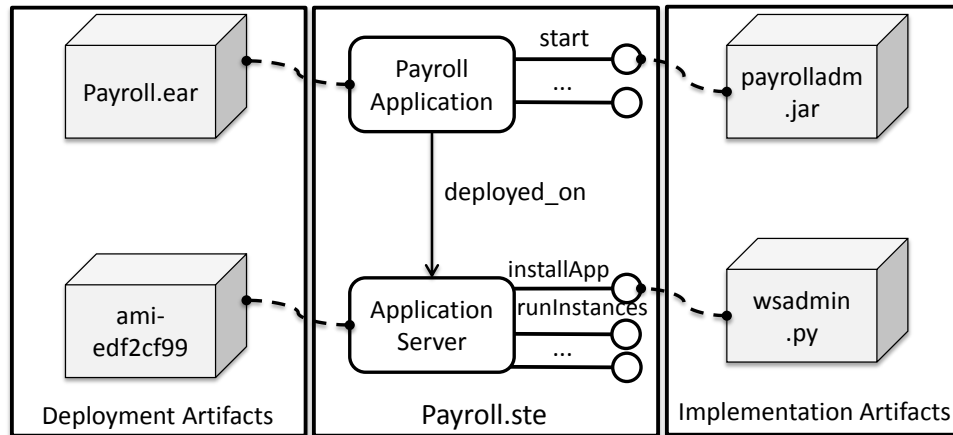 Payroll.ear
Payroll
Application
start
...
payrolladm
.jar
deployed_on
ami-
edf2cf99
Application
Server
installApp
runInstances
...
wsadmin
.py
Deployment Artifacts
Payroll.ste
Implementation Artifacts